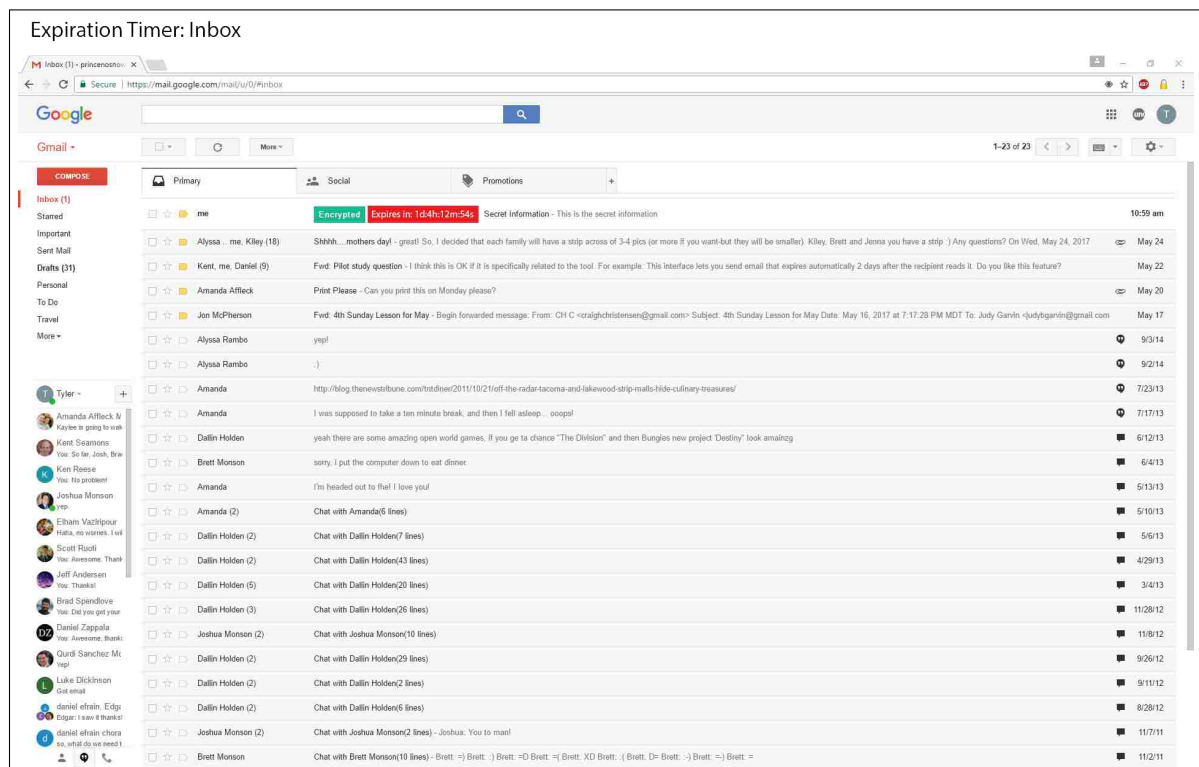 Expiration Timer: Inbox
Inbox (1) - princenosnow
Secure https://mail.google.com/mail/u/0/#inbox
Google
Gmail
More
1–23 of 23
COMPOSE
Primary
Social
Promotions
+
Inbox (1)
Starred
Important
Sent Mail
Drafts (31)
Personal
To Do
Travel
More
me Encrypted Expires in: 1d:4h:12m:54s Secret Information - This is the secret information 10:59 am
Alyssa .. me, Kiley (18) Shhhh....mothers day! - great! So, I decided that each family will have a strip across of 3-4 pics (or more if you want-but they will be smaller). Kiley, Brett and Jenna you have a strip :) Any questions? On Wed, May 24, 2017 May 24
Kent, me, Daniel (9) Fwd: Pilot study question - I think this is OK if it is specifically related to the tool. For example: This interface lets you send email that expires automatically 2 days after the recipient reads it. Do you like this feature? May 22
Amanda Affleck Print Please - Can you print this on Monday please? May 20
Jon McPherson Fwd: 4th Sunday Lesson for May - Begin forwarded message: From: CH C <craighchristensen@gmail.com> Subject: 4th Sunday Lesson for May Date: May 16, 2017 at 7:17:28 PM MDT To: Judy Garvin <judybgarvin@gmail.com May 17
Alyssa Rambo yep! 9/3/14
Alyssa Rambo :) 9/2/14
Amanda http://blog.thenewstribune.com/tntdiner/2011/10/21/off-the-radar-tacoma-and-lakewood-strip-malls-hide-culinary-treasures/ 7/23/13
Amanda I was supposed to take a ten minute break, and then I fell asleep... ooops! 7/17/13
Dallin Holden yeah there are some amazing open world games, if you ge ta chance "The Division" and then Bungies new project 'Destiny" look amainzg 6/12/13
Brett Monson sorry, I put the computer down to eat dinner. 6/4/13
Amanda I'm headed out to fhe! I love you! 5/13/13
Amanda (2) Chat with Amanda(6 lines) 5/10/13
Dallin Holden (2) Chat with Dallin Holden(7 lines) 5/6/13
Dallin Holden (2) Chat with Dallin Holden(43 lines) 4/29/13
Dallin Holden (5) Chat with Dallin Holden(20 lines) 3/4/13
Dallin Holden (3) Chat with Dallin Holden(26 lines) 11/28/12
Joshua Monson (2) Chat with Joshua Monson(10 lines) 11/8/12
Dallin Holden (2) Chat with Dallin Holden(29 lines) 9/26/12
Dallin Holden (2) Chat with Dallin Holden(2 lines) 9/11/12
Dallin Holden (2) Chat with Dallin Holden(6 lines) 8/28/12
Joshua Monson (2) Chat with Joshua Monson(2 lines) - Joshua: You to man! 11/7/11
Brett Monson Chat with Brett Monson(10 lines) - Brett: =) Brett: :) Brett: =D Brett: =( Brett: XD Brett: :( Brett: D= Brett: :-) Brett: =-) Brett: = 11/2/11
T Tyler +
Amanda Affleck M
Kaylee is going to wak
Kent Seamons
You: So far, Josh, Bra
K Ken Reese
You: No problem!
Joshua Monson
yep.
Elham Vaziripour
Haha, no worries. I wil
Scott Ruoti
You: Awesome. Thank
Jeff Andersen
You: Thanks!
Brad Spendlove
You: Did you get your
DZ Daniel Zappala
You: Awesome, thank
Qurdi Sanchez Mc
Yep!
L Luke Dickinson
Got email
daniel efrain, Edga
Edgar: I saw it thanks!
d daniel efrain chora
so, what do we need t